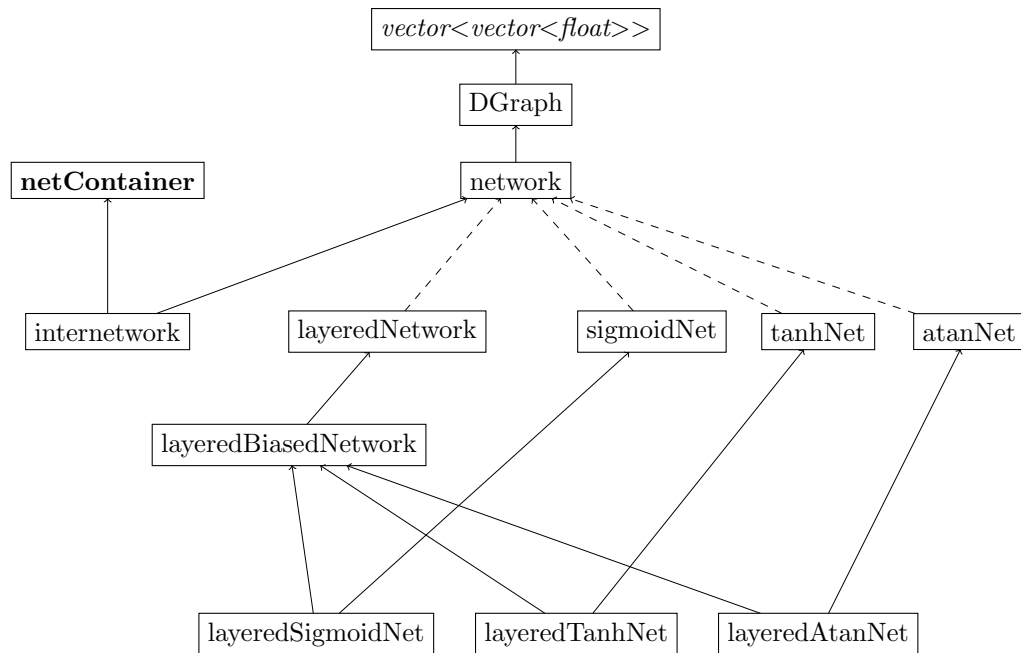 vector<vector<float>>
DGraph
netContainer
network
internetwork
layeredNetwork
sigmoidNet
tanhNet
atanNet
layeredBiasedNetwork
layeredSigmoidNet
layeredTanhNet
layeredAtanNet